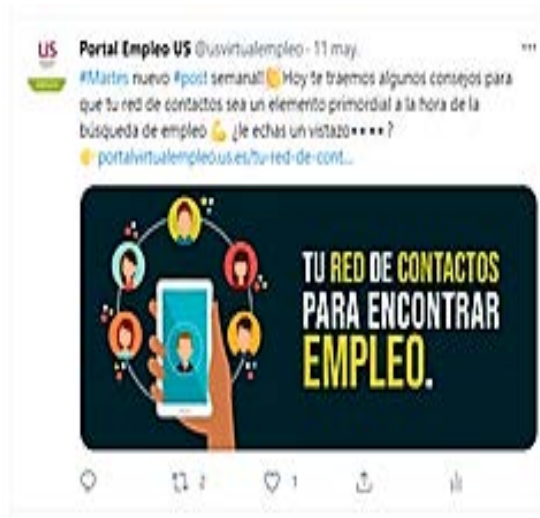 US
Portal Empleo US @usvirtualempleo · 11 may.
#Martes nuevo #post semanal! Hoy te traemos algunos consejos para
que tu red de contactos sea un elemento primordial a la hora de la
búsqueda de empleo 💪 ¿le echas un vistazo👀👀?
👉 portalvirtualempleo.us.es/tu-red-de-cont...
TU RED DE CONTACTOS
PARA ENCONTRAR
EMPLEO.
2
1